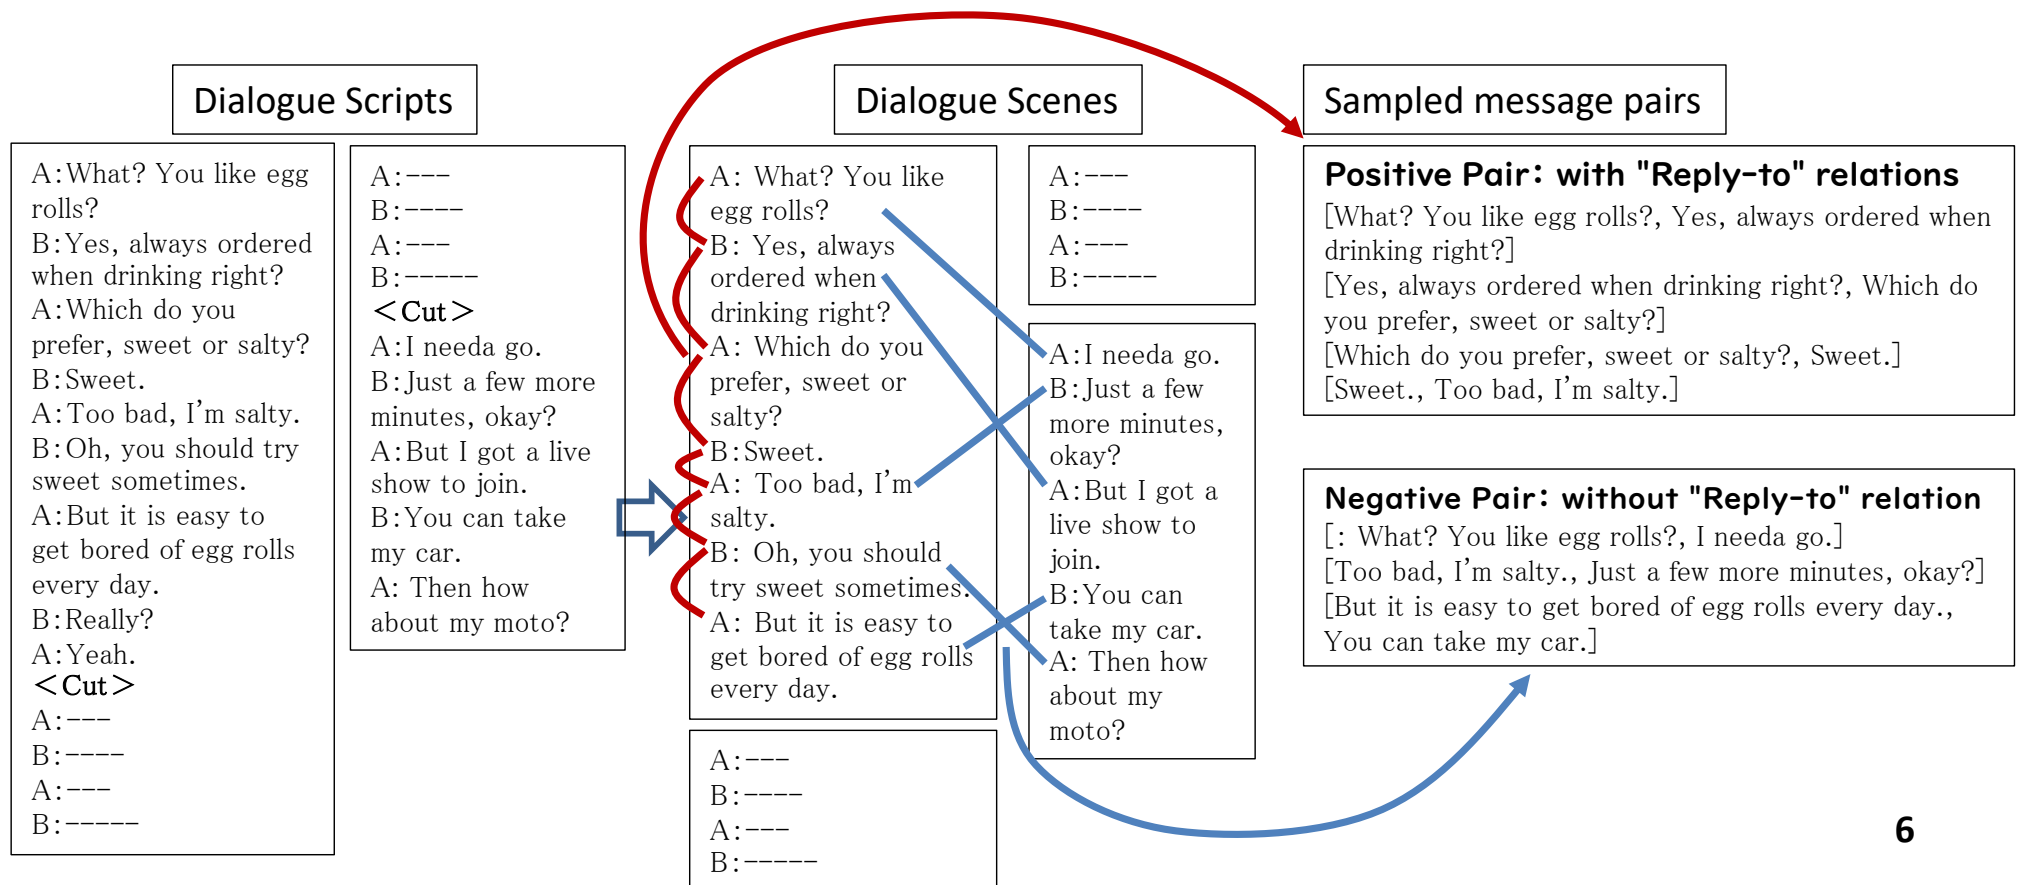 Dialogue Scripts
A:What? You like egg
rolls?
B:Yes, always ordered
when drinking right?
A:Which do you
prefer, sweet or salty?
B:Sweet.
A:Too bad, I'm salty.
B:Oh, you should try
sweet sometimes.
A:But it is easy to
get bored of egg rolls
every day.
B:Really?
A:Yeah.
<Cut>
A:---
B:----
A:---
B:-----
A:---
B:----
A:---
B:-----
<Cut>
A:I needa go.
B:Just a few more
minutes, okay?
A:But I got a live
show to join.
B:You can take
my car.
A: Then how
about my moto?
Dialogue Scenes
A: What? You like
egg rolls?
B: Yes, always
ordered when
drinking right?
A: Which do you
prefer, sweet or
salty?
B:Sweet.
A: Too bad, I'm
salty.
B: Oh, you should
try sweet sometimes.
A: But it is easy to
get bored of egg rolls
every day.
A:---
B:----
A:---
B:-----
A:---
B:----
A:---
B:-----
A:I needa go.
B:Just a few
more minutes,
okay?
A:But I got a
live show to
join.
B:You can
take my car.
A: Then how
about my
moto?
Sampled message pairs
Positive Pair: with "Reply-to" relations
[What? You like egg rolls?, Yes, always ordered when
drinking right?]
[Yes, always ordered when drinking right?, Which do
you prefer, sweet or salty?]
[Which do you prefer, sweet or salty?, Sweet.]
[Sweet., Too bad, I'm salty.]
Negative Pair: without "Reply-to" relation
[: What? You like egg rolls?, I needa go.]
[Too bad, I'm salty., Just a few more minutes, okay?]
[But it is easy to get bored of egg rolls every day.,
You can take my car.]
6